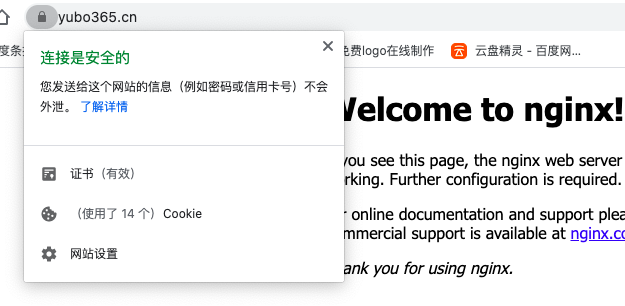 yubo365.cn
度条
免费logo在线制作
云盘精灵 - 百度网...
连接是安全的
您发送给这个网站的信息（例如密码或信用卡号）不会
外泄。 了解详情
证书（有效）
（使用了 14 个）Cookie
网站设置
Welcome to nginx!
you see this page, the nginx web server
rking. Further configuration is required.
r online documentation and support plea
mmercial support is available at nginx.co
ank you for using nginx.